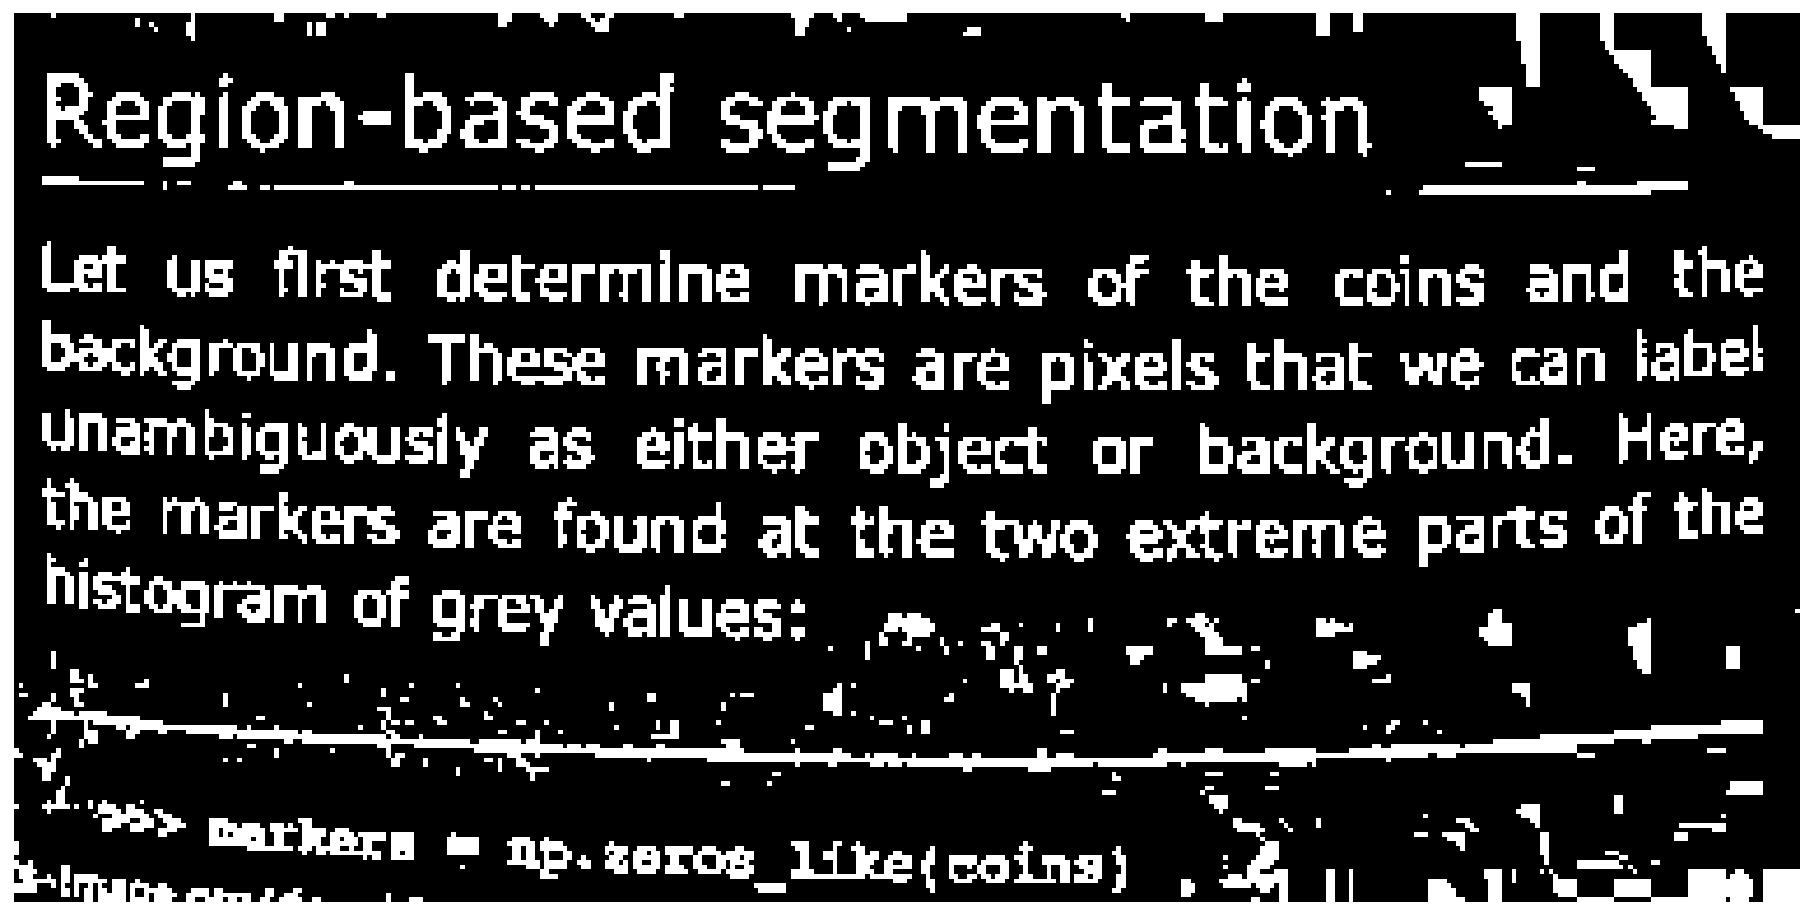 Region-based segmentation
Let us first determine markers of the coins and the
background. These markers are pixels that we can label
unambiguously as either object or background. Here,
the markers are found at the two extreme parts of the
histogram of grey values:
>>> markers = np.zeros_like(coins)